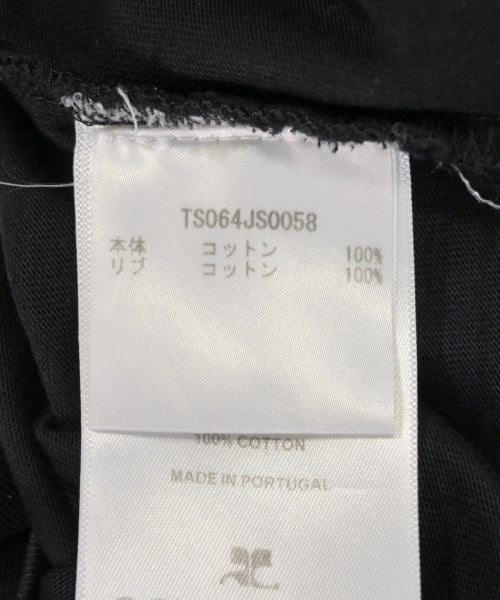 TS064JS0058
本体 コットン 100%
リブ コットン 100%
100% COTTON
MADE IN PORTUGAL